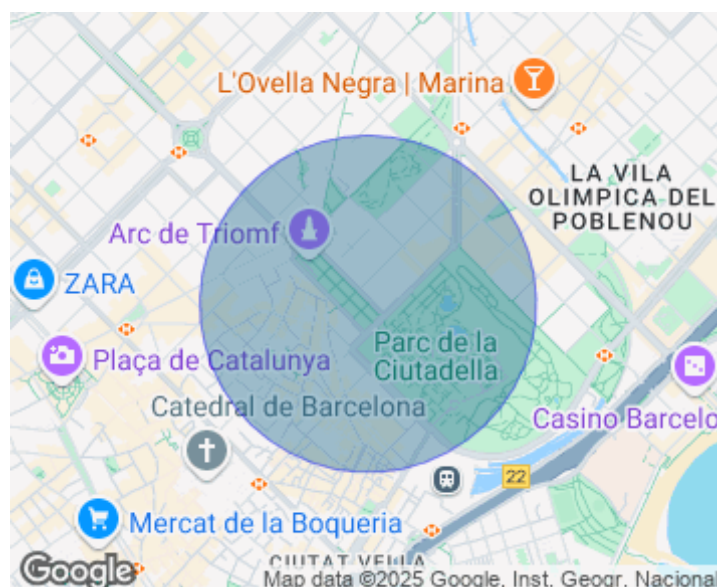 L'Ovella Negra | Marina
LA VILA
OLIMPICA DEL
POBLENOU
Arc de Triomf
ZARA
Plaça de Catalunya
Parc de la
Ciutadella
Catedral de Barcelona
Casino Barcelo
22
Mercat de la Boqueria
CIUTAT VELLA
Google
Map data ©2025 Google, Inst. Geogr. Nacional